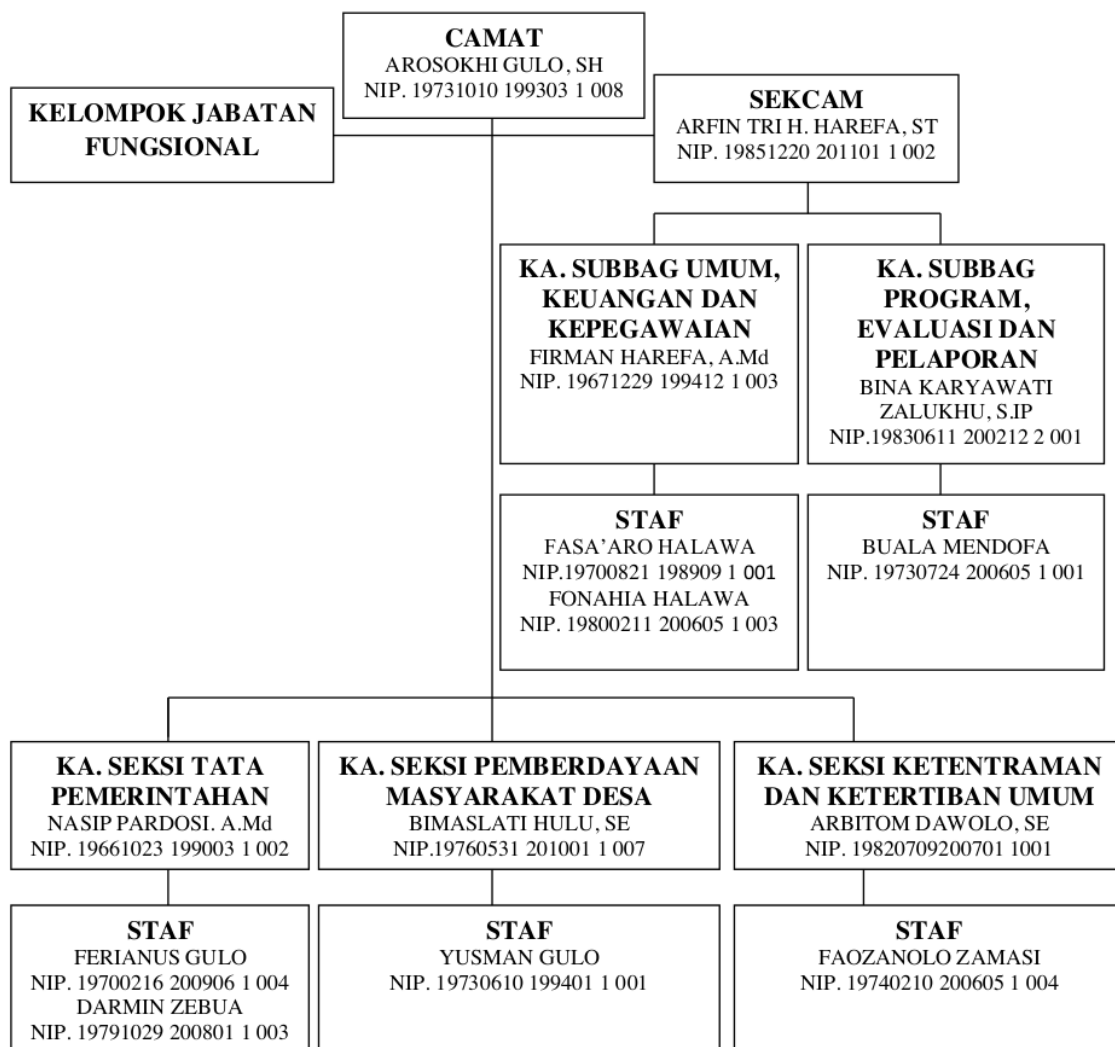 CAMAT
AROSOKHI GULO, SH
NIP. 19731010 199303 1 008
KELOMPOK JABATAN
FUNGSIONAL
SEKCAM
ARFIN TRI H. HAREFA, ST
NIP. 19851220 201101 1 002
KA. SUBBAG UMUM,
KEUANGAN DAN
KEPEGAWAIAN
FIRMAN HAREFA, A.Md
NIP. 19671229 199412 1 003
KA. SUBBAG
PROGRAM,
EVALUASI DAN
PELAPORAN
BINA KARYAWATI
ZALUKHU, S.IP
NIP.19830611 200212 2 001
STAF
FASA’ARO HALAWA
NIP.19700821 198909 1 001
FONAHIA HALAWA
NIP. 19800211 200605 1 003
STAF
BUALA MENDOFA
NIP. 19730724 200605 1 001
KA. SEKSI TATA
PEMERINTAHAN
NASIP PARDOSI. A.Md
NIP. 19661023 199003 1 002
KA. SEKSI PEMBERDAYAAN
MASYARAKAT DESA
BIMASLATI HULU, SE
NIP.19760531 201001 1 007
KA. SEKSI KETENTRAMAN
DAN KETERTIBAN UMUM
ARBITOM DAWOLO, SE
NIP. 19820709200701 1001
STAF
FERIANUS GULO
NIP. 19700216 200906 1 004
DARMIN ZEBUA
NIP. 19791029 200801 1 003
STAF
YUSMAN GULO
NIP. 19730610 199401 1 001
STAF
FAOZANOLO ZAMASI
NIP. 19740210 200605 1 004